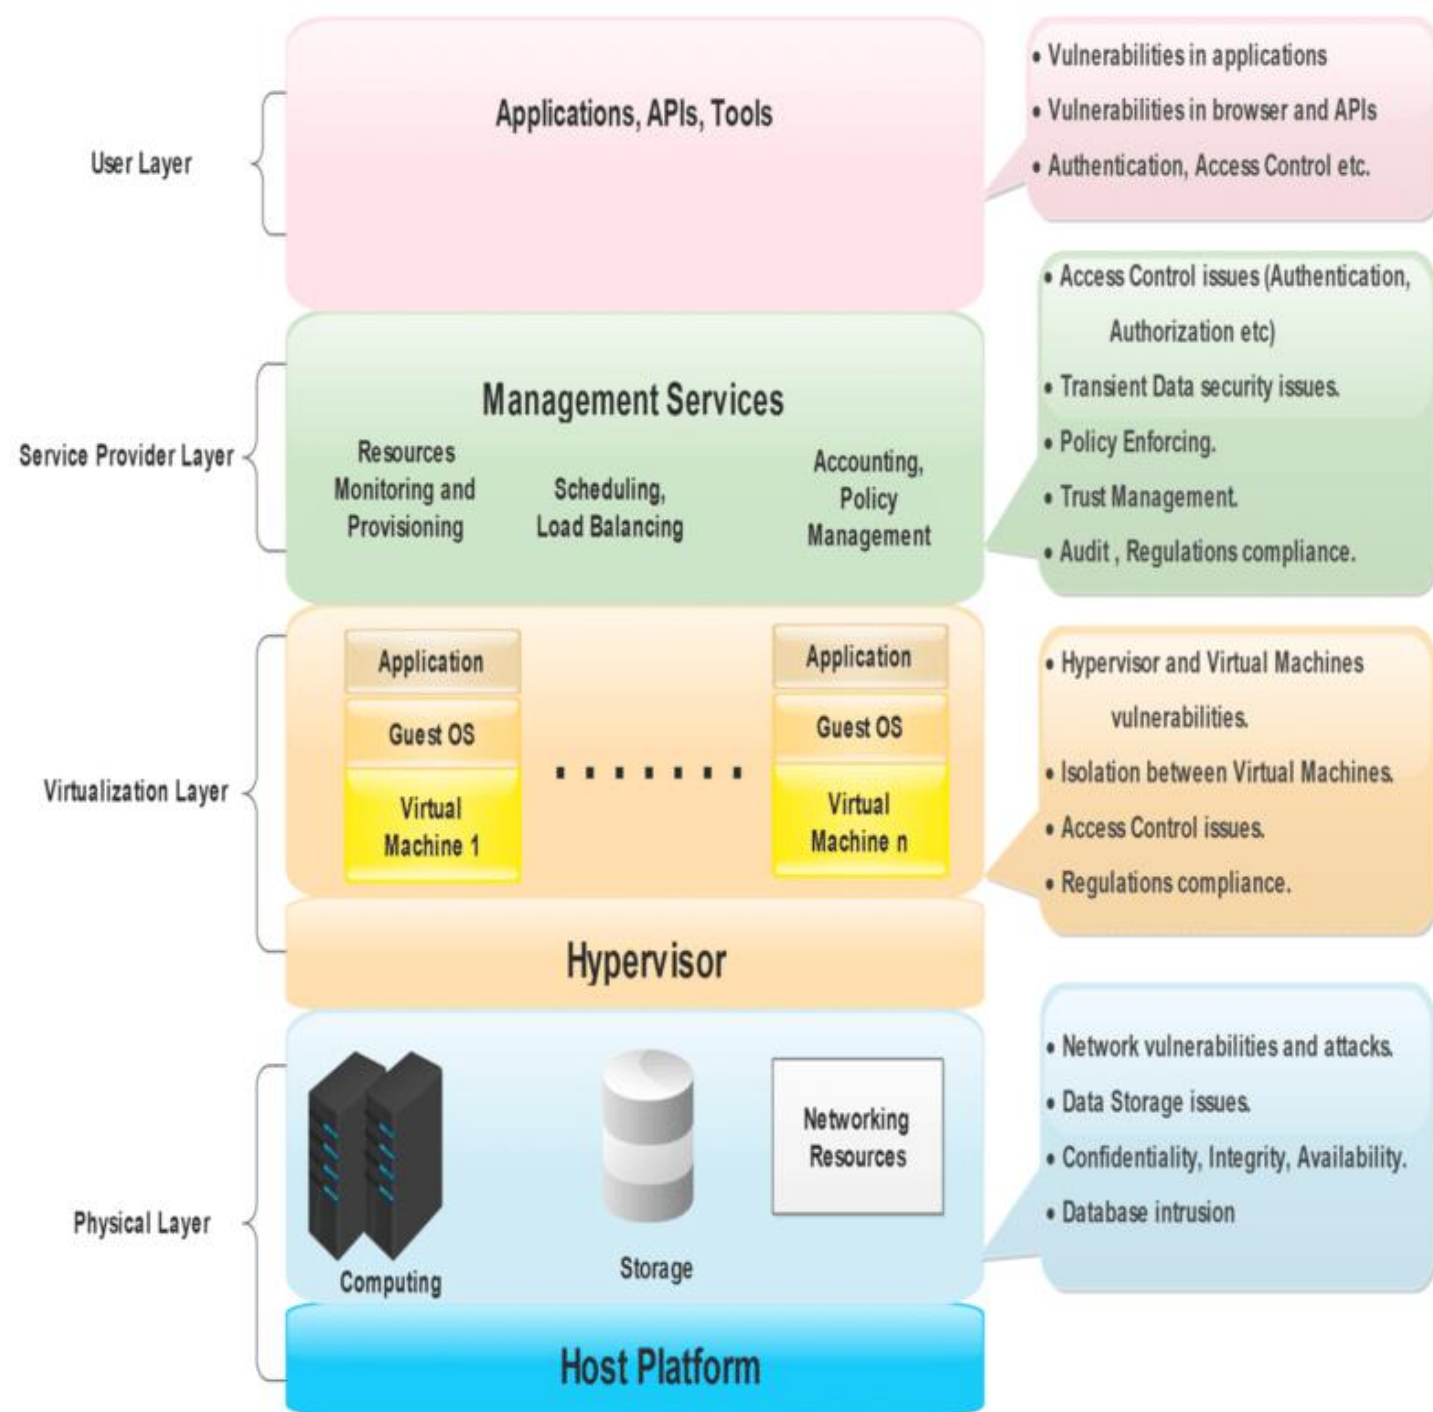 Applications, APIs, Tools
User Layer
• Vulnerabilities in applications
• Vulnerabilities in browser and APIs
• Authentication, Access Control etc.
Management Services
Service Provider Layer
Resources
Monitoring and
Provisioning
Scheduling,
Load Balancing
Accounting,
Policy
Management
• Access Control issues (Authentication,
Authorization etc)
• Transient Data security issues.
• Policy Enforcing.
• Trust Management.
• Audit , Regulations compliance.
Virtualization Layer
Application
Guest OS
Virtual
Machine 1
.......
Application
Guest OS
Virtual
Machine n
Hypervisor
• Hypervisor and Virtual Machines
vulnerabilities.
• Isolation between Virtual Machines.
• Access Control issues.
• Regulations compliance.
Physical Layer
Computing
Storage
Networking
Resources
Host Platform
• Network vulnerabilities and attacks.
• Data Storage issues.
• Confidentiality, Integrity, Availability.
• Database intrusion